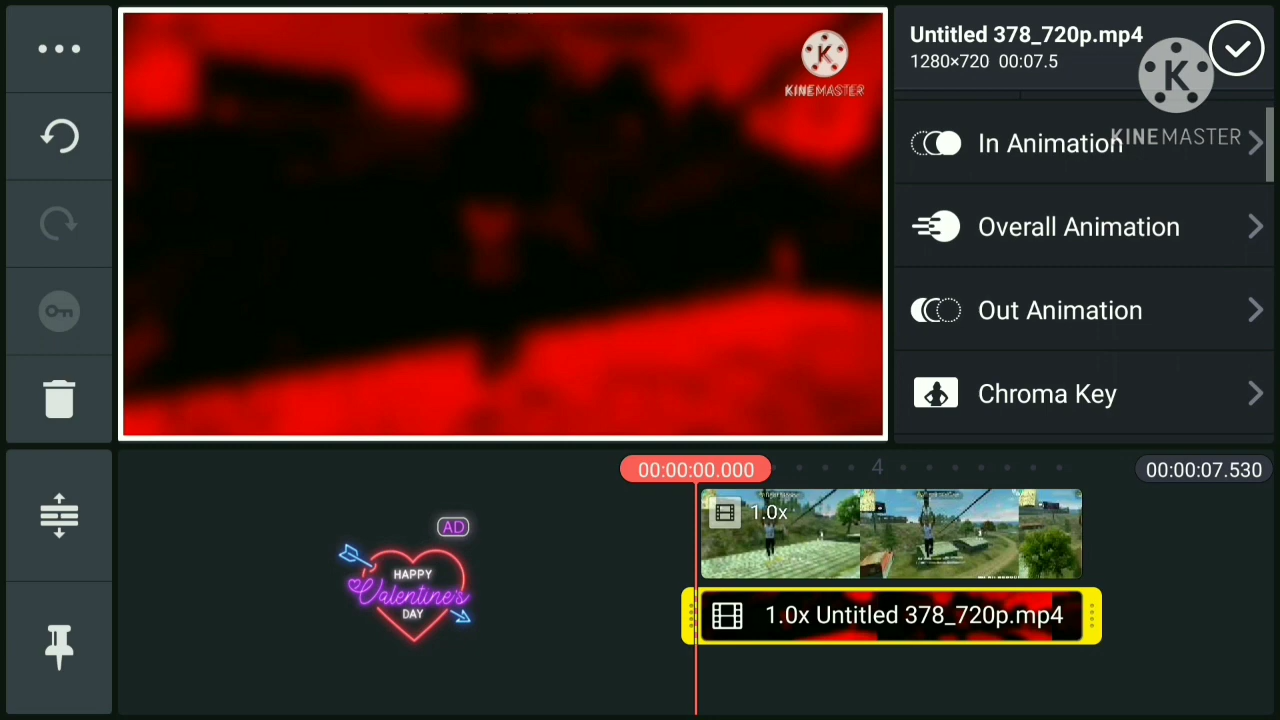 K
KINEMASTER
Untitled 378_720p.mp4
1280×720 00:07.5
K
KINEMASTER
In Animation
Overall Animation
Out Animation
Chroma Key
00:00:00.000
4
00:00:07.530
1.0x
AD
HAPPY
Valentine's
DAY
1.0x Untitled 378_720p.mp4